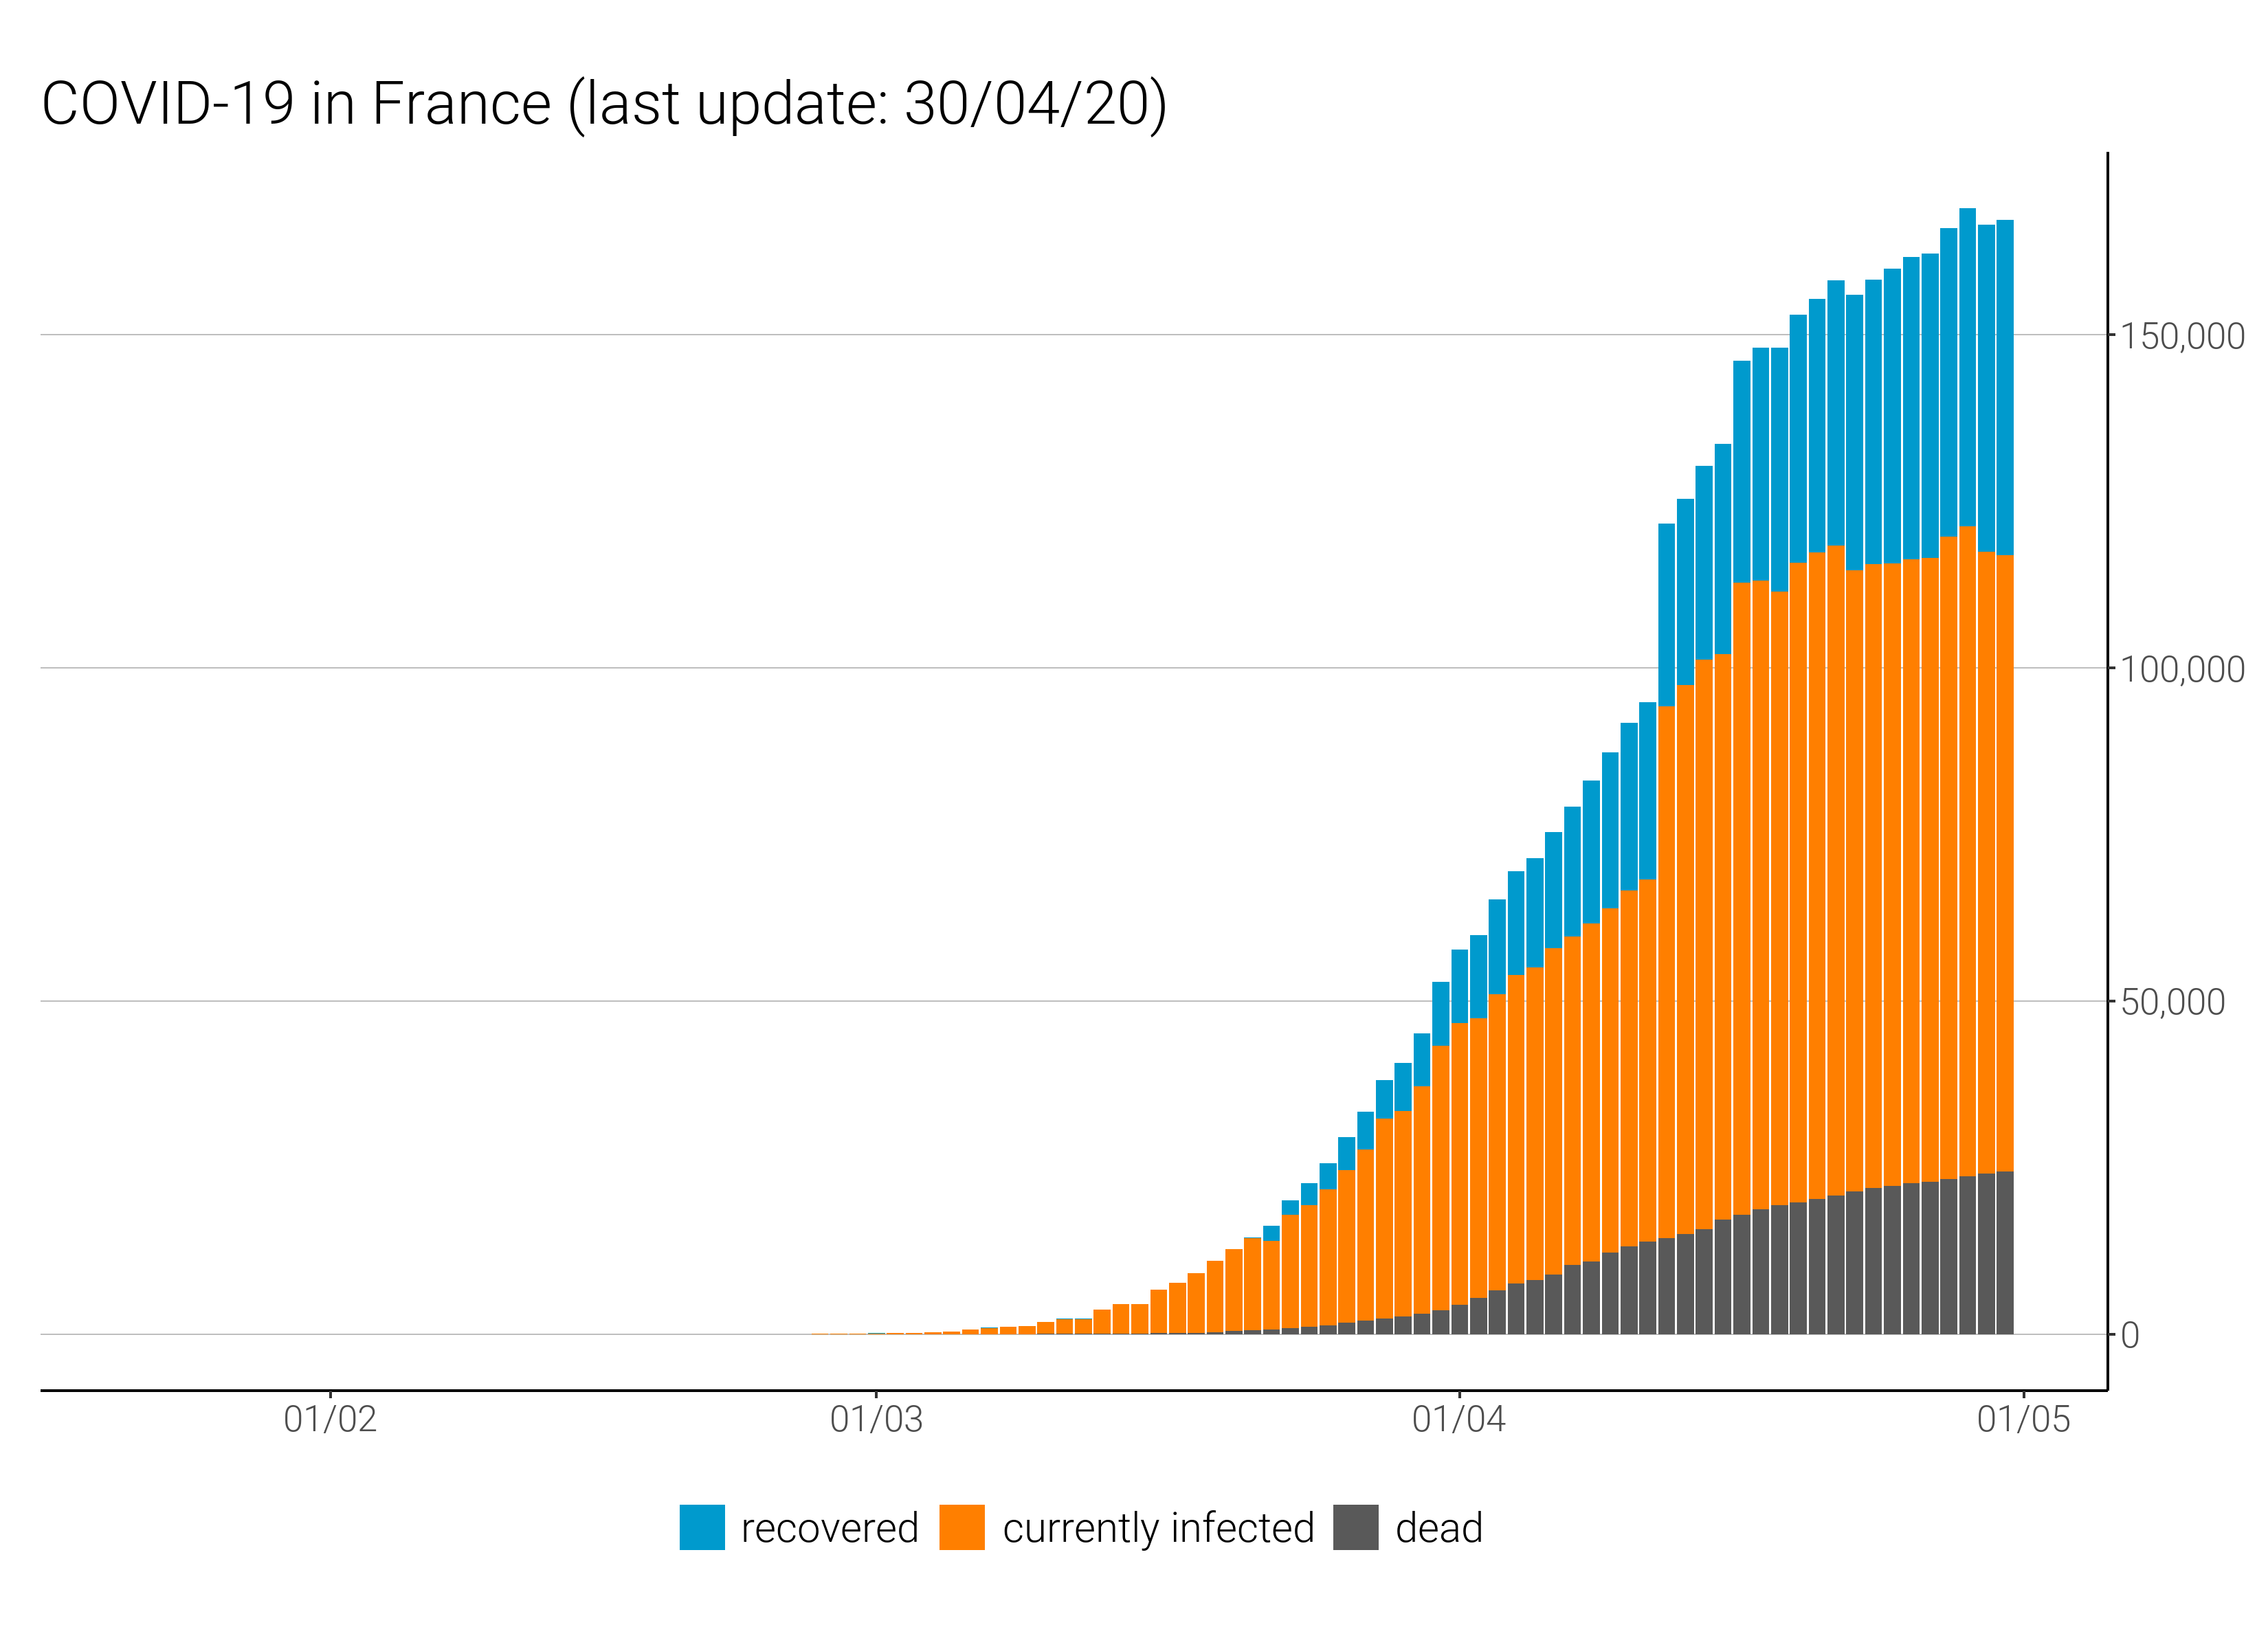 COVID-19 in France (last update: 30/04/20)
150,000
100,000
50,000
0
01/02 01/03 01/04 01/05
recovered currently infected dead